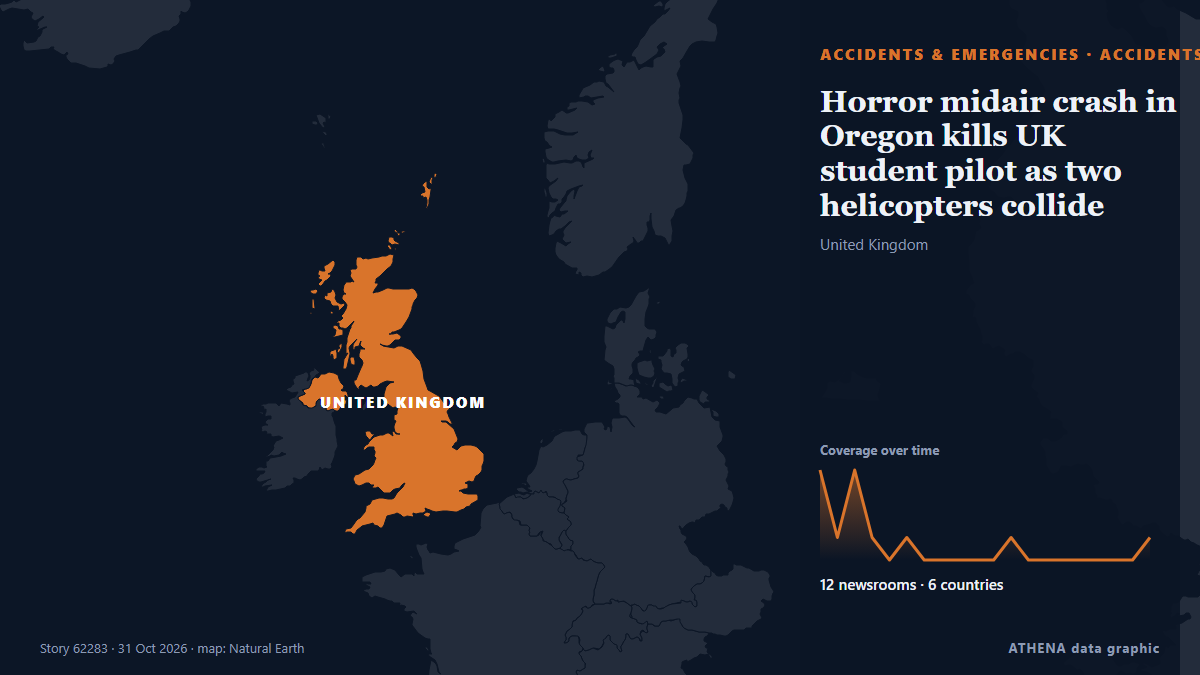 ACCIDENTS & EMERGENCIES · ACCIDENTS
Horror midair crash in
Oregon kills UK
student pilot as two
helicopters collide
United Kingdom
UNITED KINGDOM
Coverage over time
12 newsrooms · 6 countries
Story 62283 · 31 Oct 2026 · map: Natural Earth
ATHENA data graphic